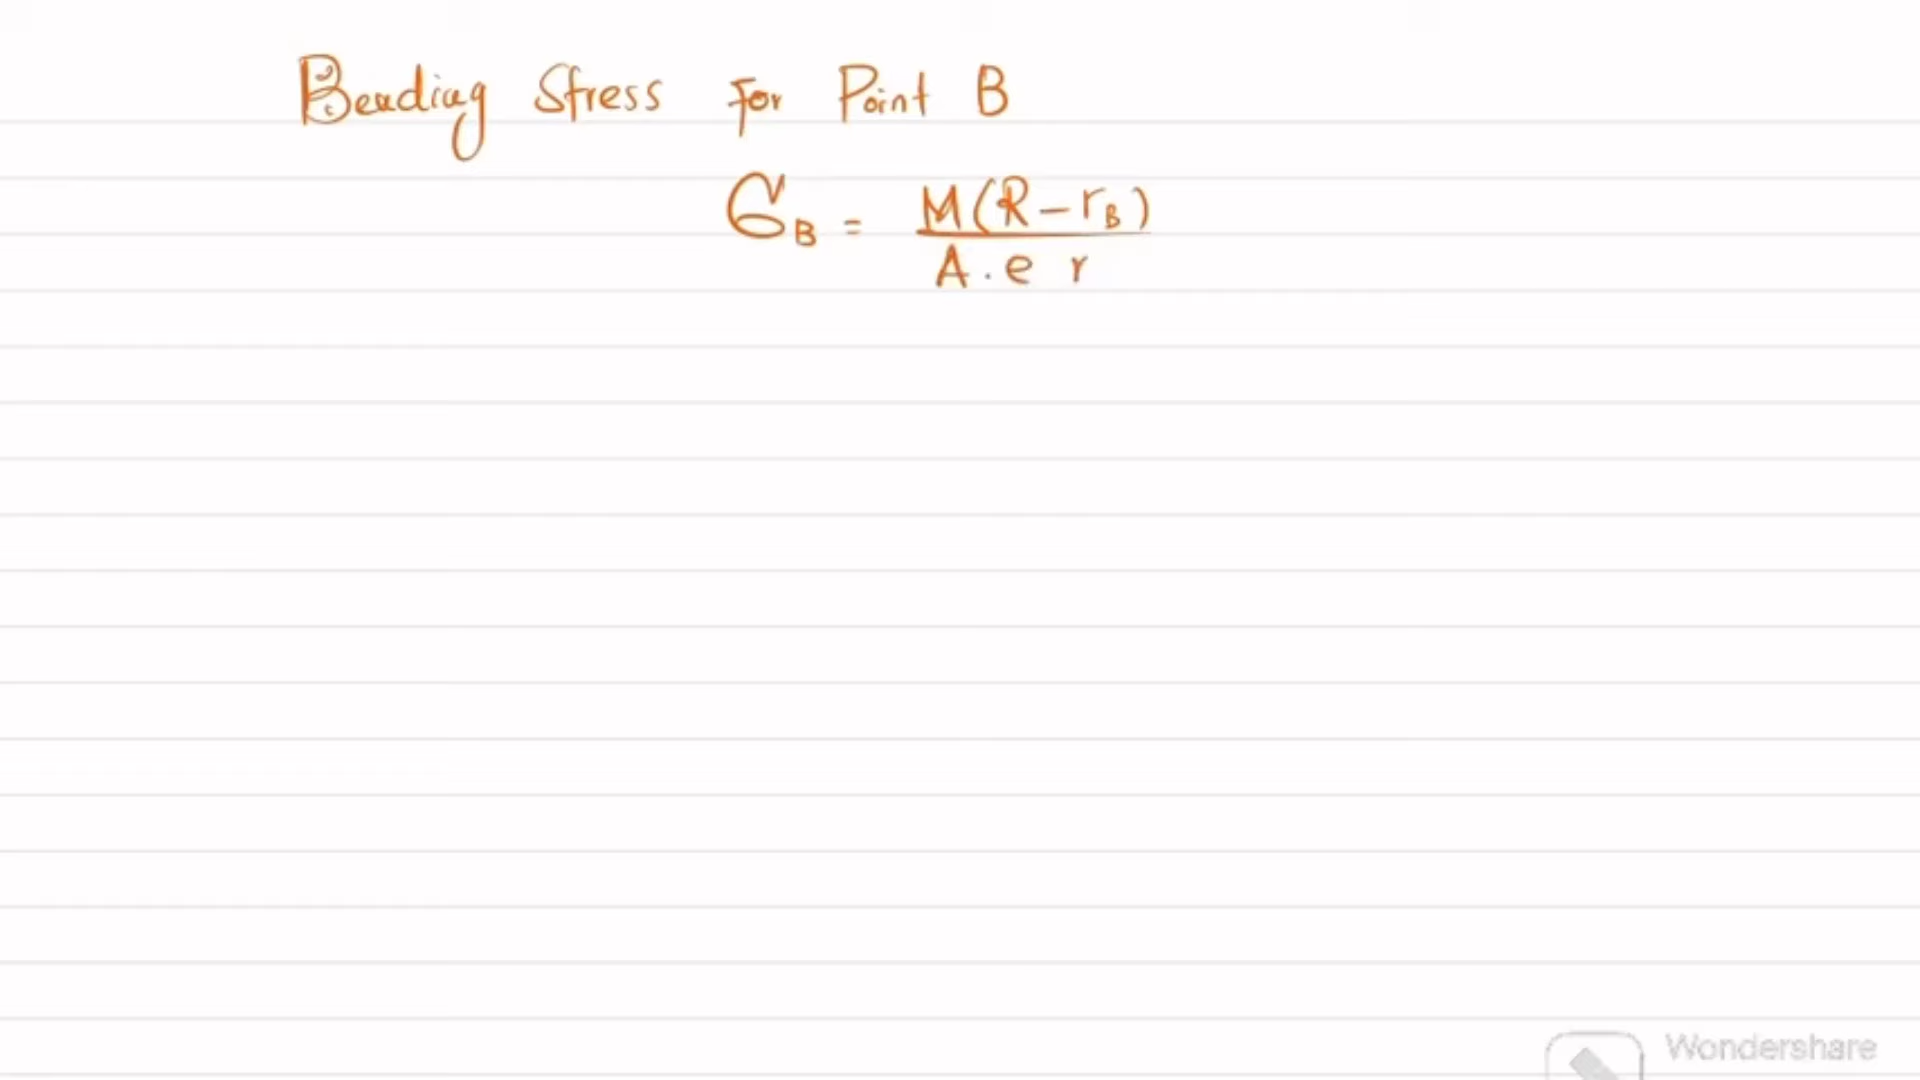 Bending Stress For Point B
σB = M(R-rB)
A.e r
Wondershare